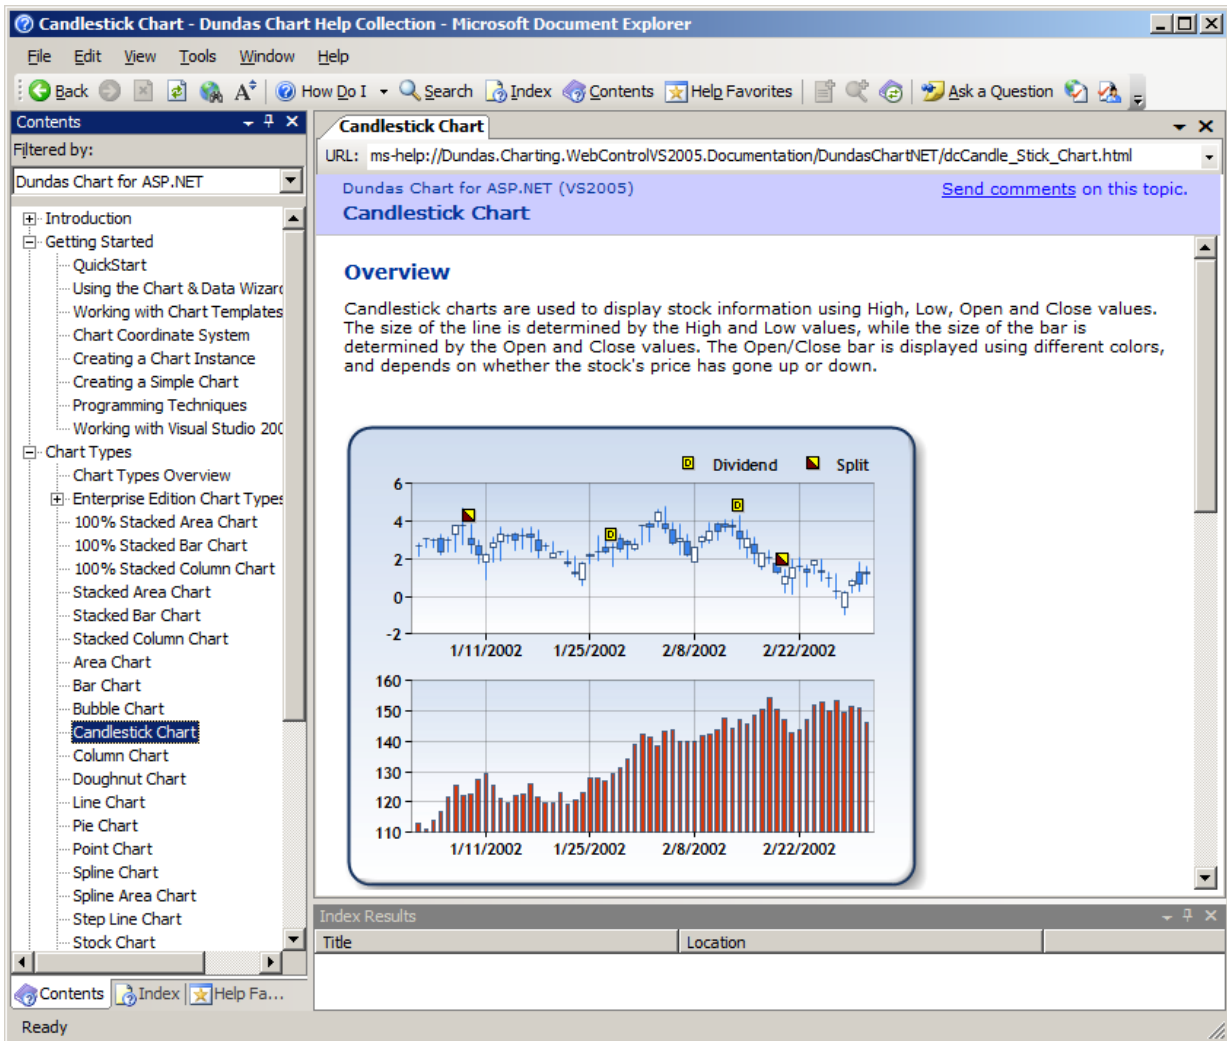 Candlestick Chart - Dundas Chart Help Collection - Microsoft Document Explorer
File Edit View Tools Window Help
Back How Do I Search Index Contents Help Favorites Ask a Question
Contents
Filtered by:
Dundas Chart for ASP.NET
Introduction
Getting Started
QuickStart
Using the Chart & Data Wizard
Working with Chart Templates
Chart Coordinate System
Creating a Chart Instance
Creating a Simple Chart
Programming Techniques
Working with Visual Studio 200
Chart Types
Chart Types Overview
Enterprise Edition Chart Types
100% Stacked Area Chart
100% Stacked Bar Chart
100% Stacked Column Chart
Stacked Area Chart
Stacked Bar Chart
Stacked Column Chart
Area Chart
Bar Chart
Bubble Chart
Candlestick Chart
Column Chart
Doughnut Chart
Line Chart
Pie Chart
Point Chart
Spline Chart
Spline Area Chart
Step Line Chart
Stock Chart
Contents Index Help Fa...
Candlestick Chart
URL: ms-help://Dundas.Charting.WebControlVS2005.Documentation/DundasChartNET/dcCandle_Stick_Chart.html
Dundas Chart for ASP.NET (VS2005)
Send comments on this topic.
Candlestick Chart
Overview
Candlestick charts are used to display stock information using High, Low, Open and Close values.
The size of the line is determined by the High and Low values, while the size of the bar is
determined by the Open and Close values. The Open/Close bar is displayed using different colors,
and depends on whether the stock's price has gone up or down.
D Dividend Split
6
4
2
0
-2
D
D
1/11/2002 1/25/2002 2/8/2002 2/22/2002
160
150
140
130
120
110
1/11/2002 1/25/2002 2/8/2002 2/22/2002
Index Results
Title Location
Ready